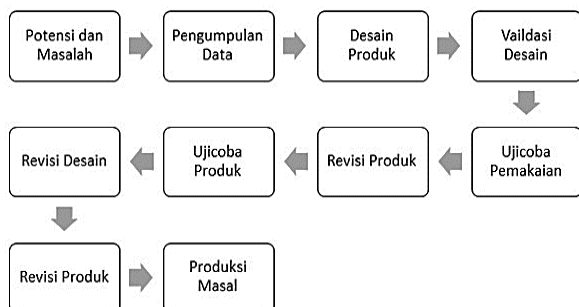 Potensi dan
Masalah
Pengumpulan
Data
Desain
Produk
Vaildasi
Desain
Ujicoba
Pemakaian
Revisi Produk
Ujicoba
Produk
Revisi Desain
Revisi Produk
Produksi
Masal